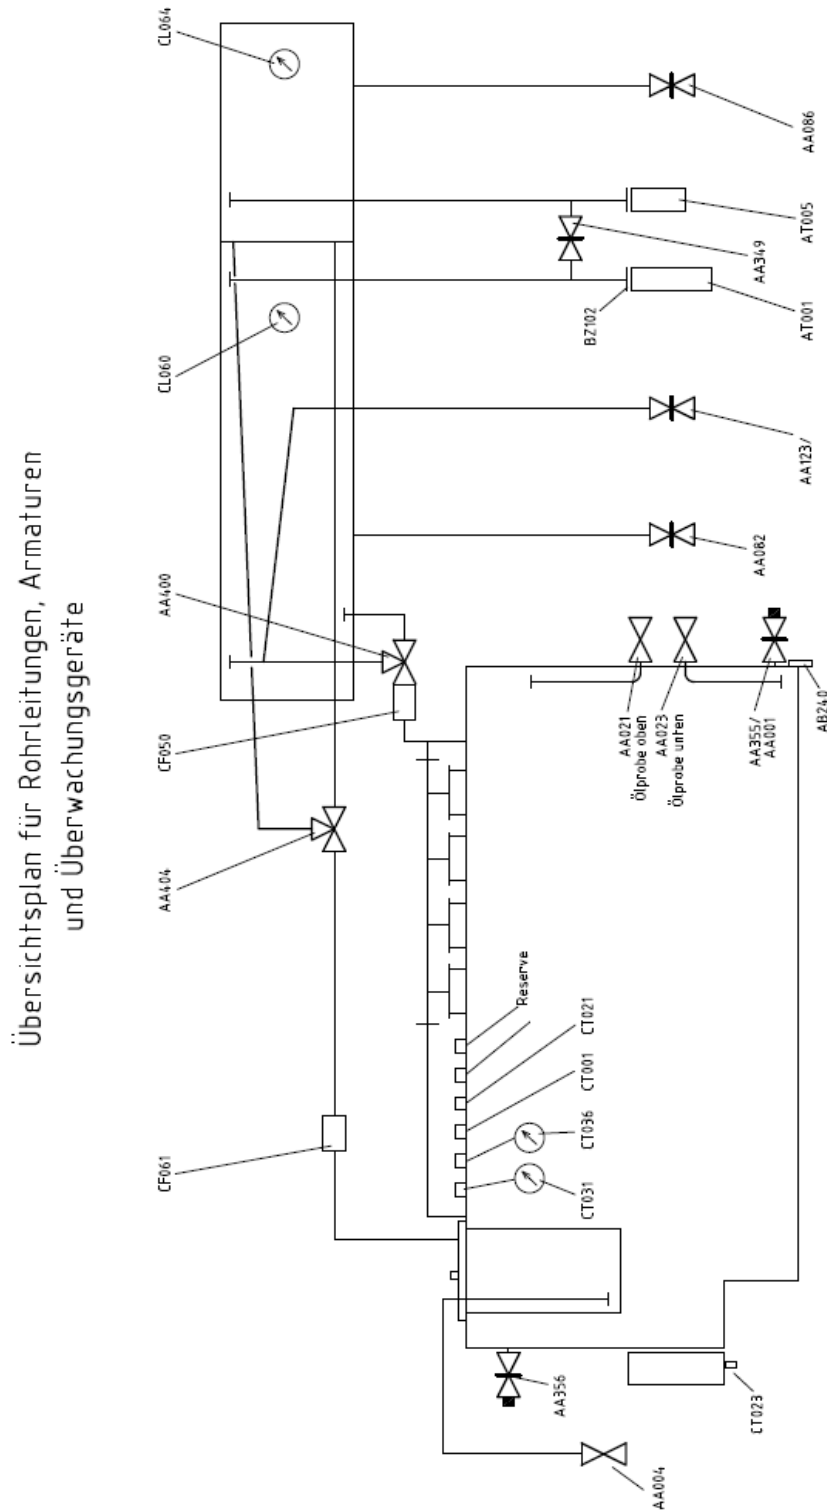 Übersichtsplan für Rohrleitungen, Armaturen
und Überwachungsgeräte
CF061
AA404
CF050
AA400
CL060
CL064
AA004
AA356
CT031
CT036
CT001
CT021
Reserve
AA021
Ölprobe oben
AA023
Ölprobe unten
AA355/
AA001
AB240
CT023
AA082
AA123/
BZ102
AT001
AA349
AT005
AA086